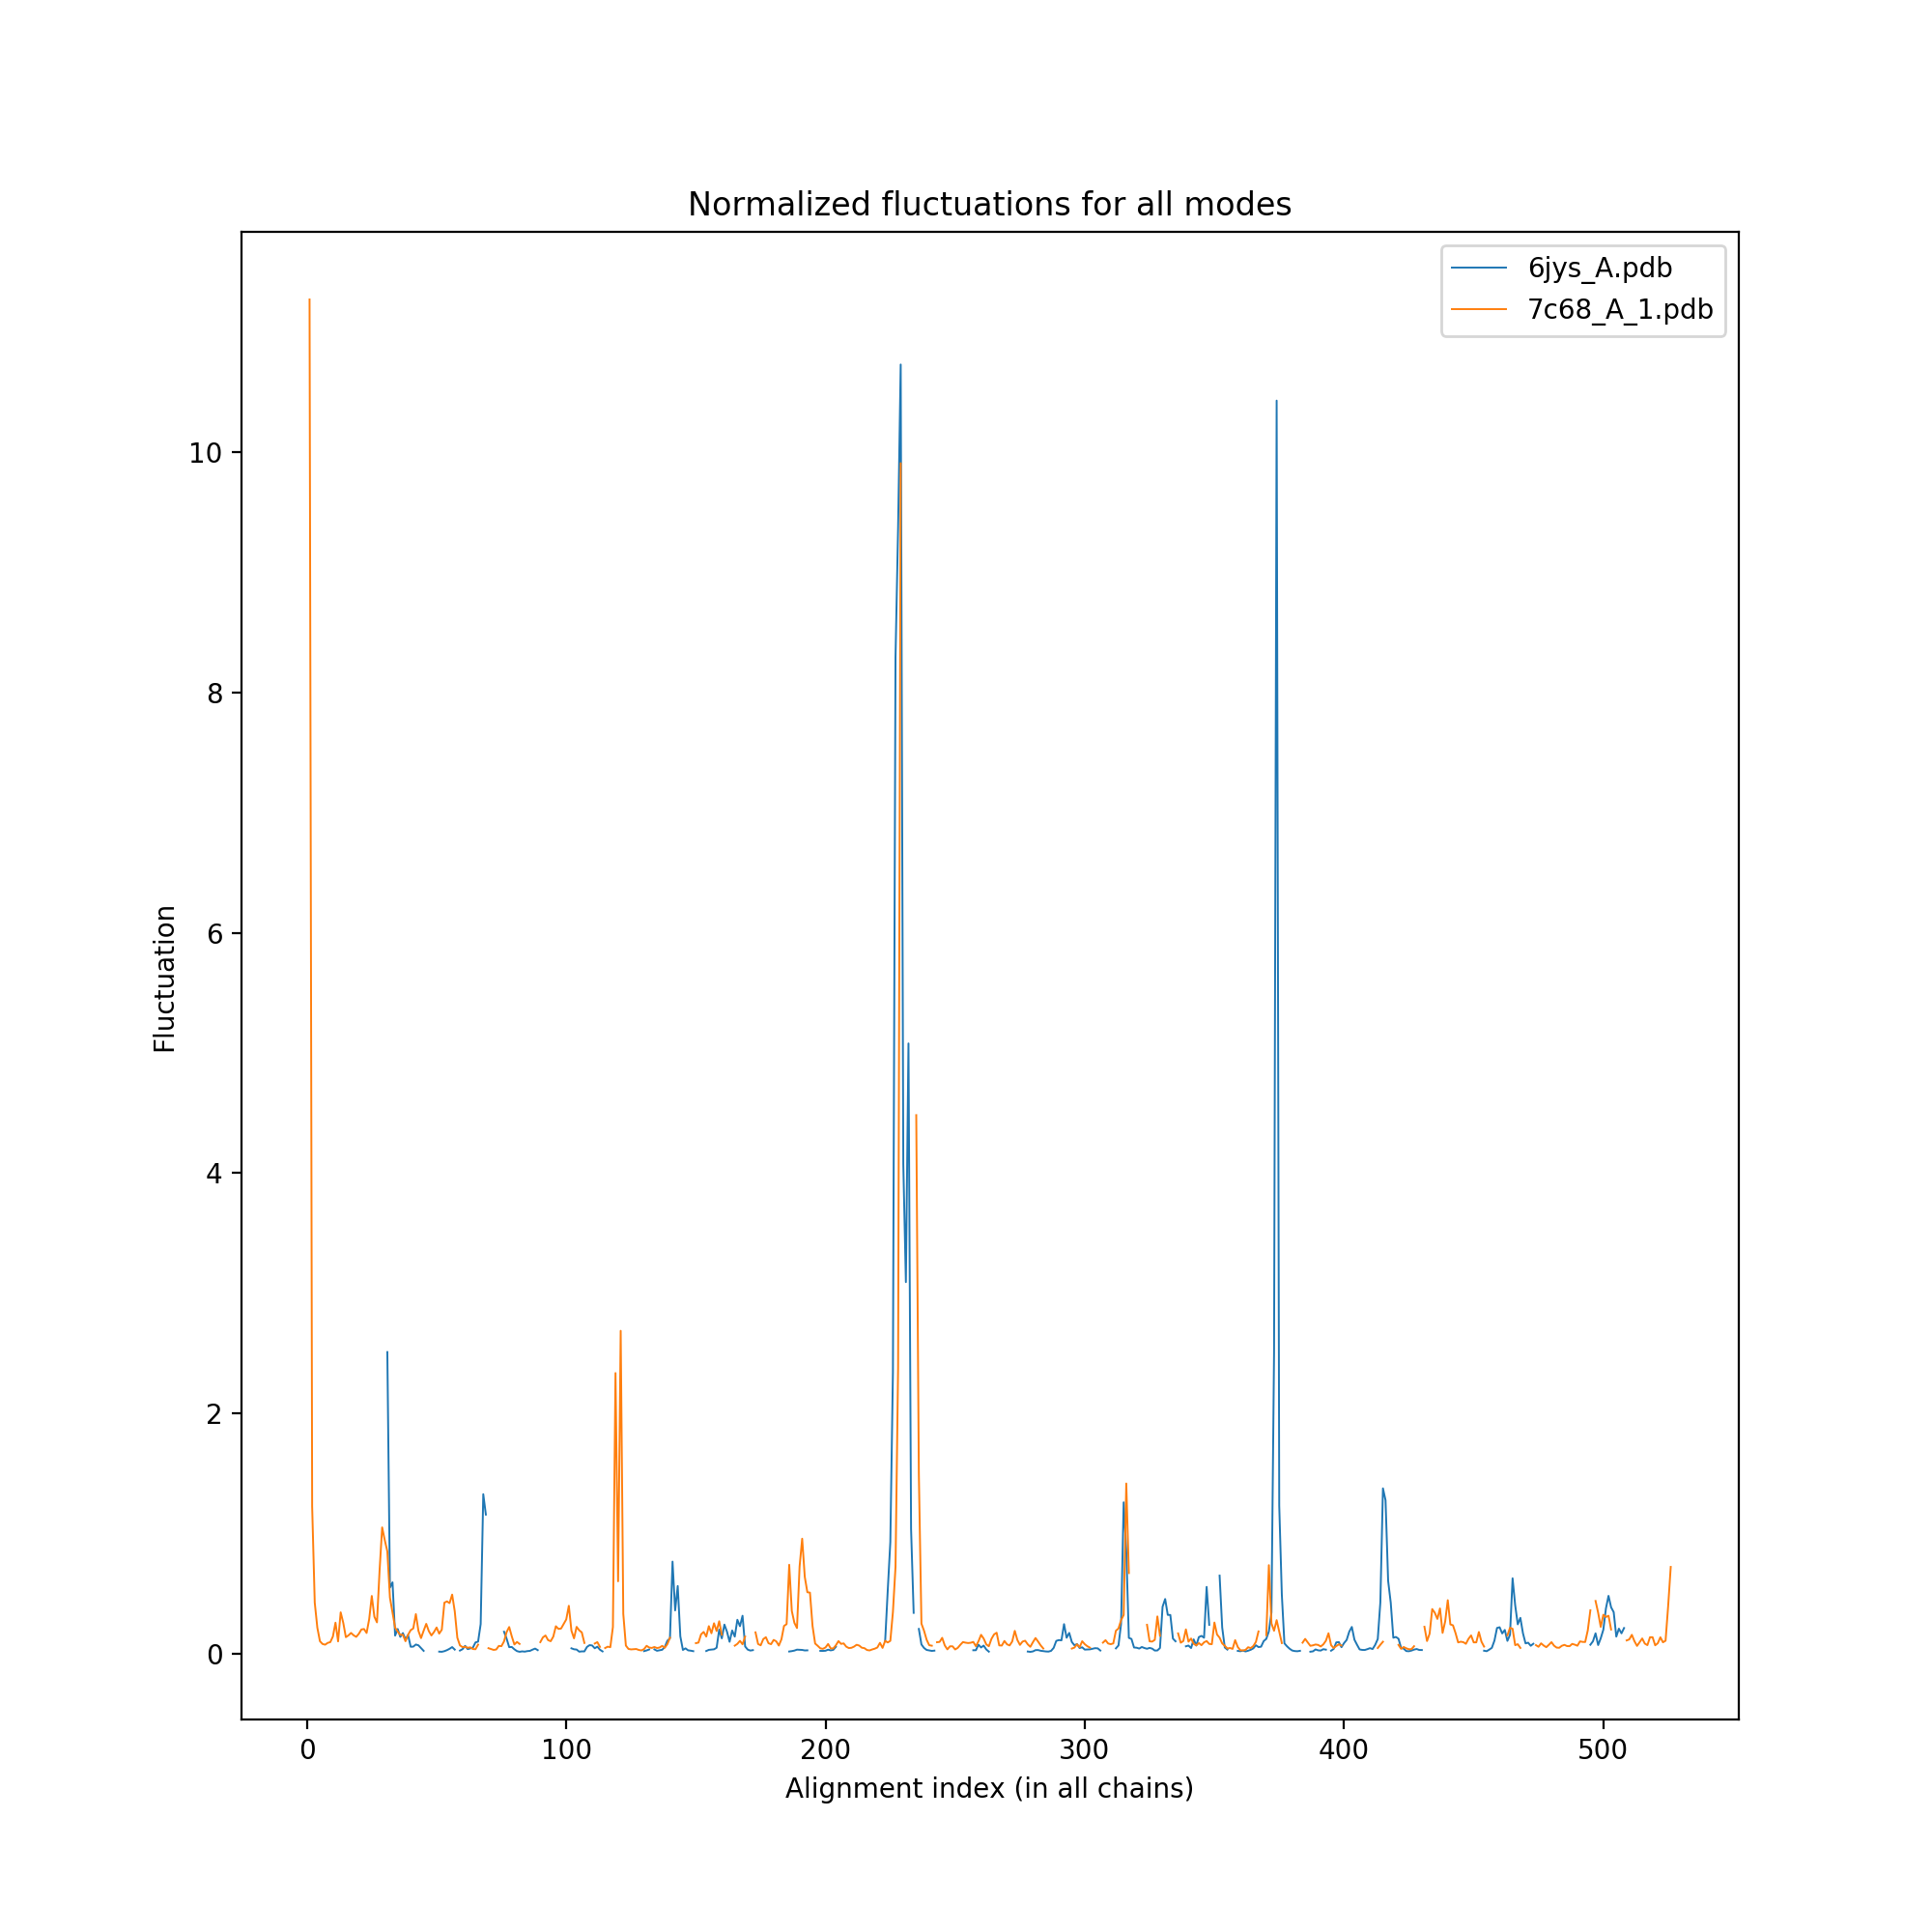 Normalized fluctuations for all modes
6jys_A.pdb
7c68_A_1.pdb
10
8
6
4
2
0
Fluctuation
0 100 200 300 400 500
Alignment index (in all chains)